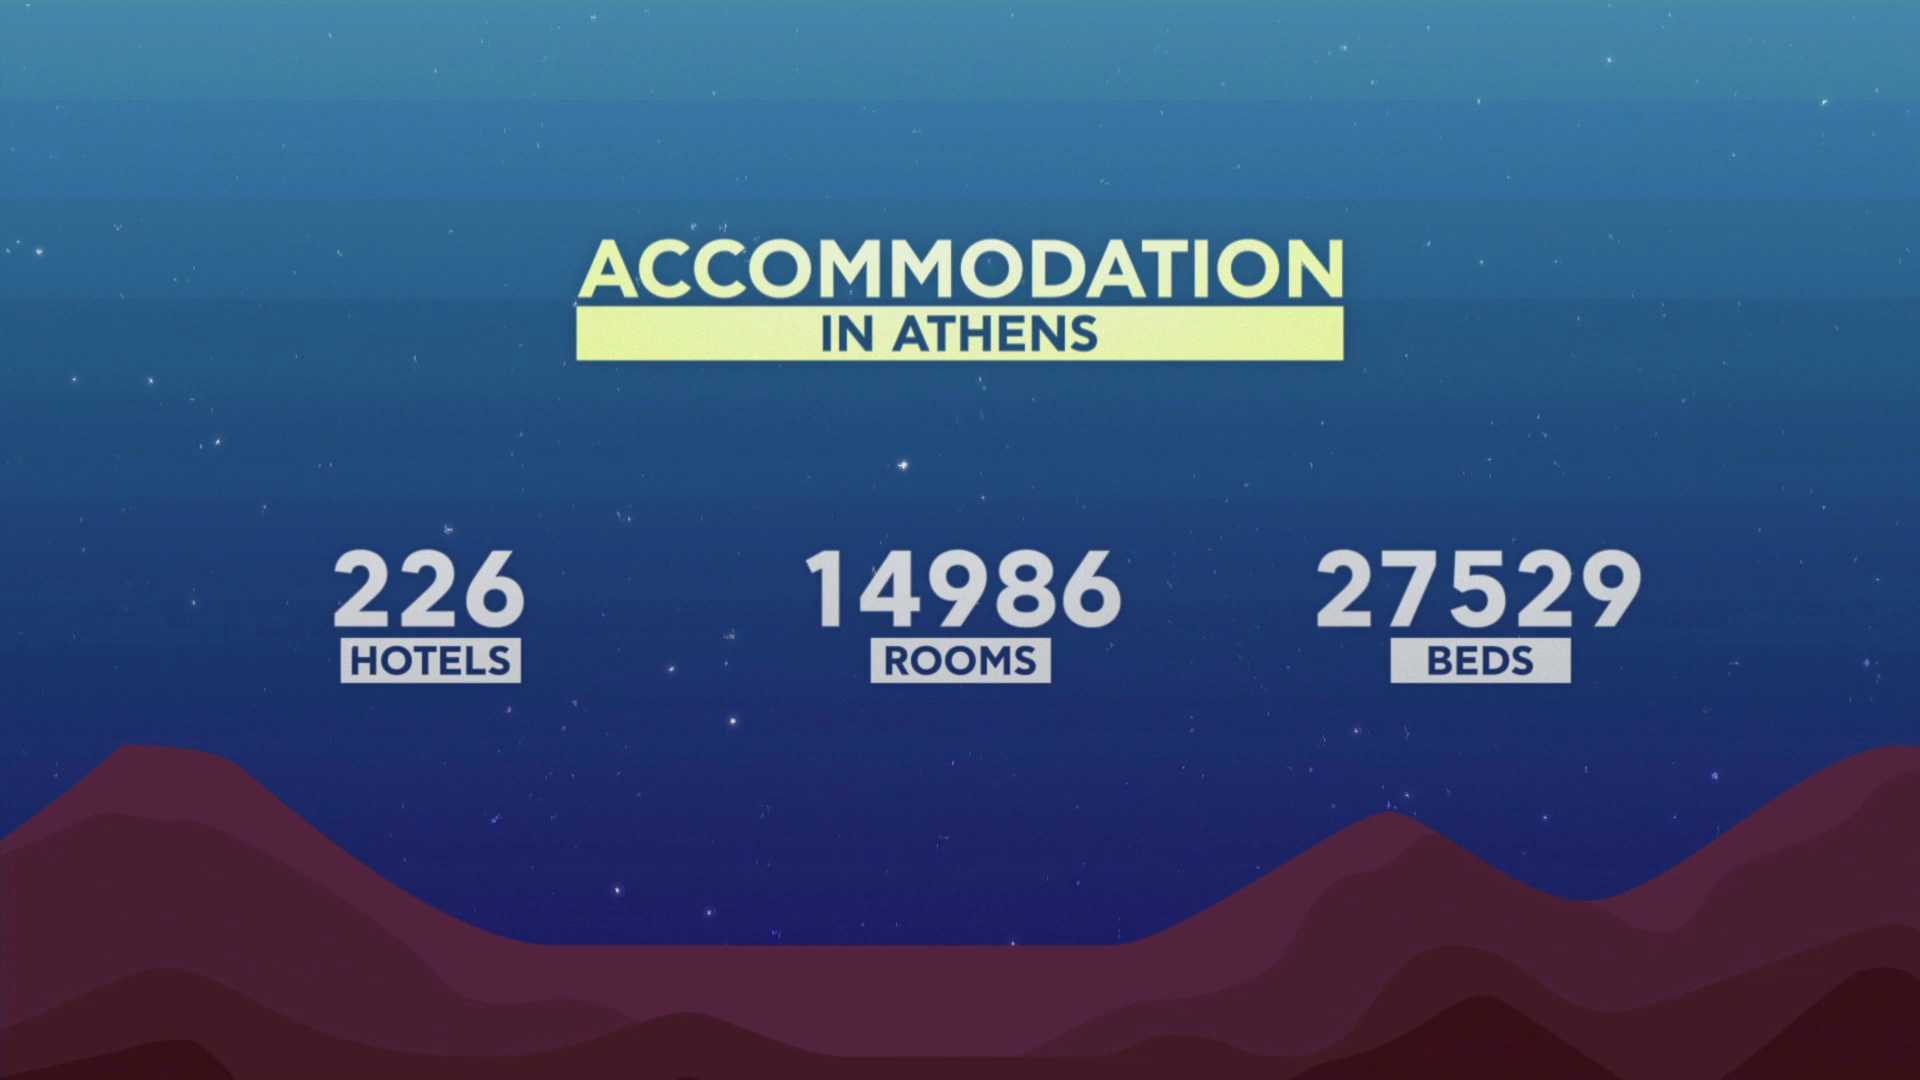 ACCOMMODATION
IN ATHENS
226
HOTELS
14986
ROOMS
27529
BEDS